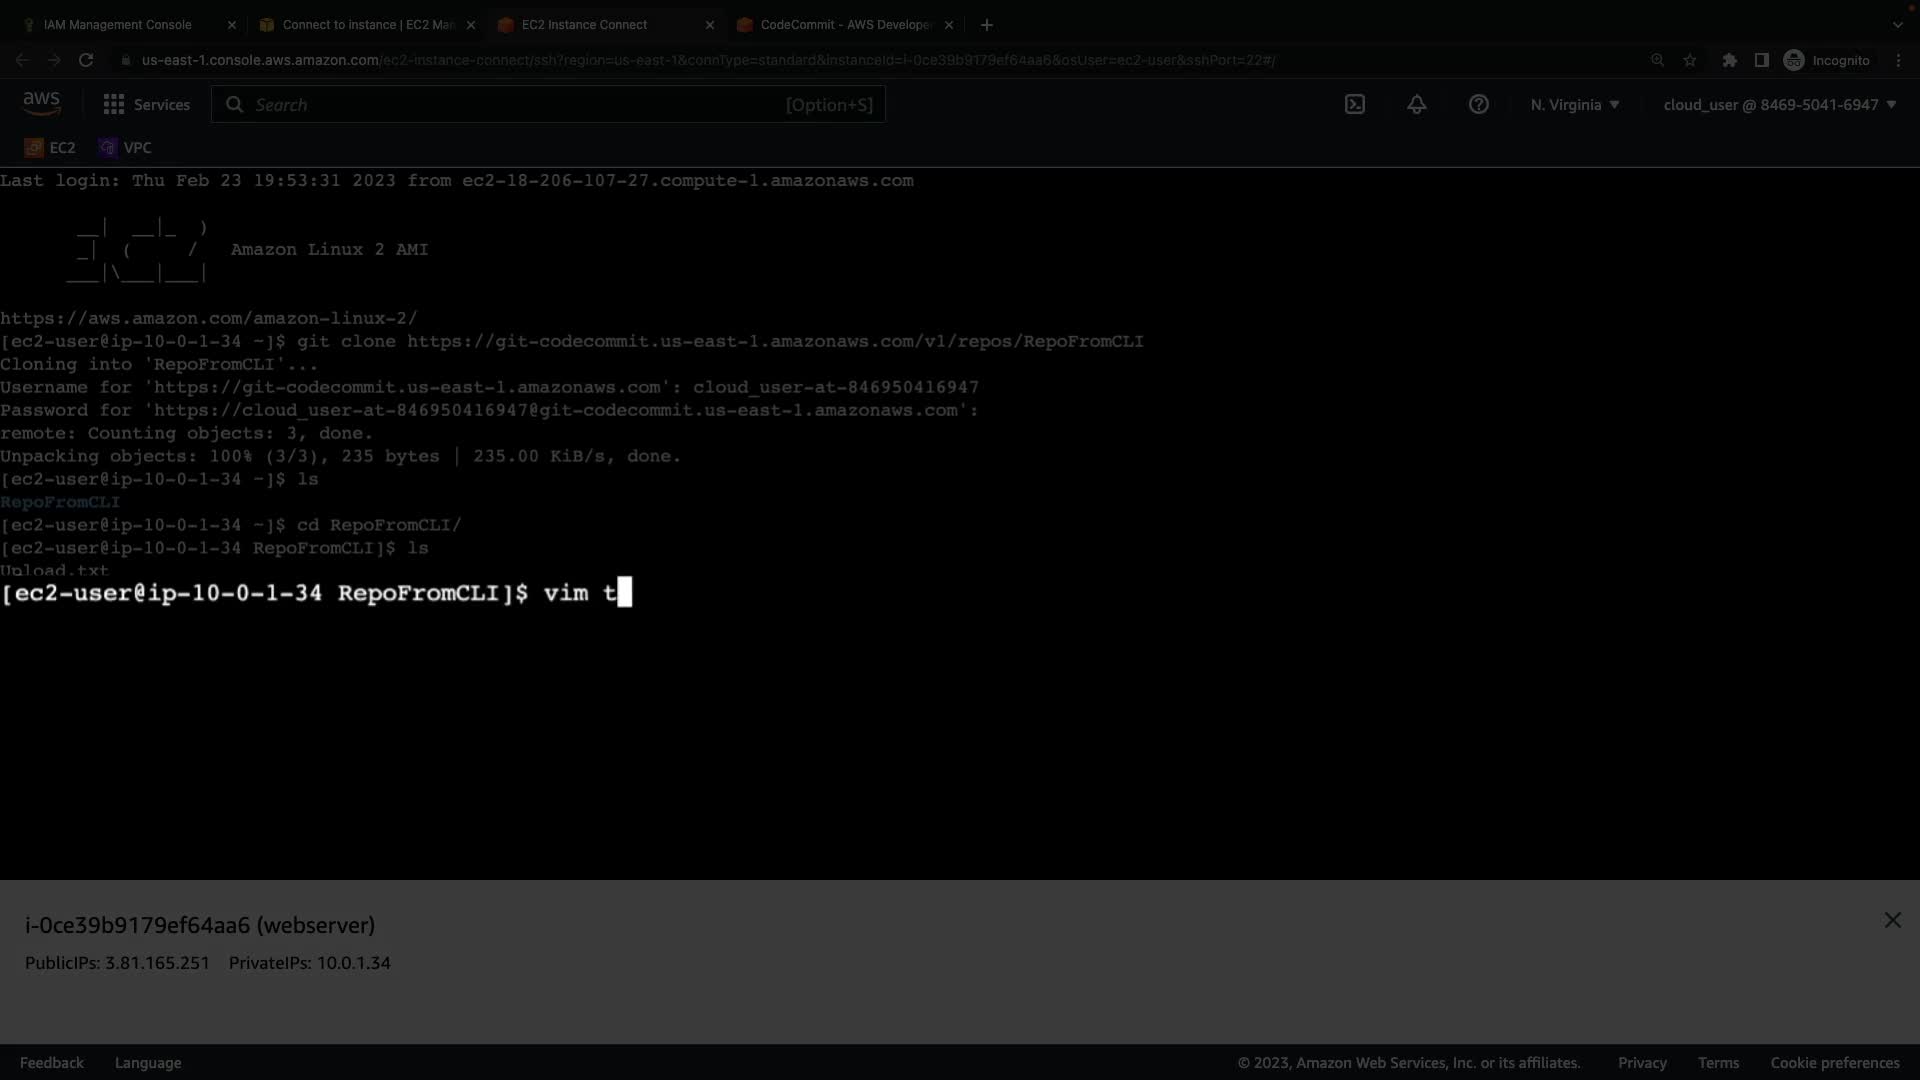 IAM Management Console
Connect to instance | EC2 Man
EC2 Instance Connect
CodeCommit - AWS Develope
us-east-1.console.aws.amazon.com/ec2-instance-connect/ssh?region=us-east-1&connType=standard&instanceId=i-0ce39b9179ef64aa6&osUser=ec2-user&sshPort=22#/
Incognito
aws
Services
Search
[Option+S]
N. Virginia
cloud_user @ 8469-5041-6947
EC2
VPC
Last login: Thu Feb 23 19:53:31 2023 from ec2-18-206-107-27.compute-1.amazonaws.com
__|  __|_  )
_|  (     /   Amazon Linux 2 AMI
___|\___|___|
https://aws.amazon.com/amazon-linux-2/
[ec2-user@ip-10-0-1-34 ~]$ git clone https://git-codecommit.us-east-1.amazonaws.com/v1/repos/RepoFromCLI
Cloning into 'RepoFromCLI'...
Username for 'https://git-codecommit.us-east-1.amazonaws.com': cloud_user-at-846950416947
Password for 'https://cloud_user-at-846950416947@git-codecommit.us-east-1.amazonaws.com':
remote: Counting objects: 3, done.
Unpacking objects: 100% (3/3), 235 bytes | 235.00 KiB/s, done.
[ec2-user@ip-10-0-1-34 ~]$ ls
RepoFromCLI
[ec2-user@ip-10-0-1-34 ~]$ cd RepoFromCLI/
[ec2-user@ip-10-0-1-34 RepoFromCLI]$ ls
Upload.txt
[ec2-user@ip-10-0-1-34 RepoFromCLI]$ vim t
i-0ce39b9179ef64aa6 (webserver)
PublicIPs: 3.81.165.251 PrivateIPs: 10.0.1.34
Feedback
Language
© 2023, Amazon Web Services, Inc. or its affiliates.
Privacy
Terms
Cookie preferences